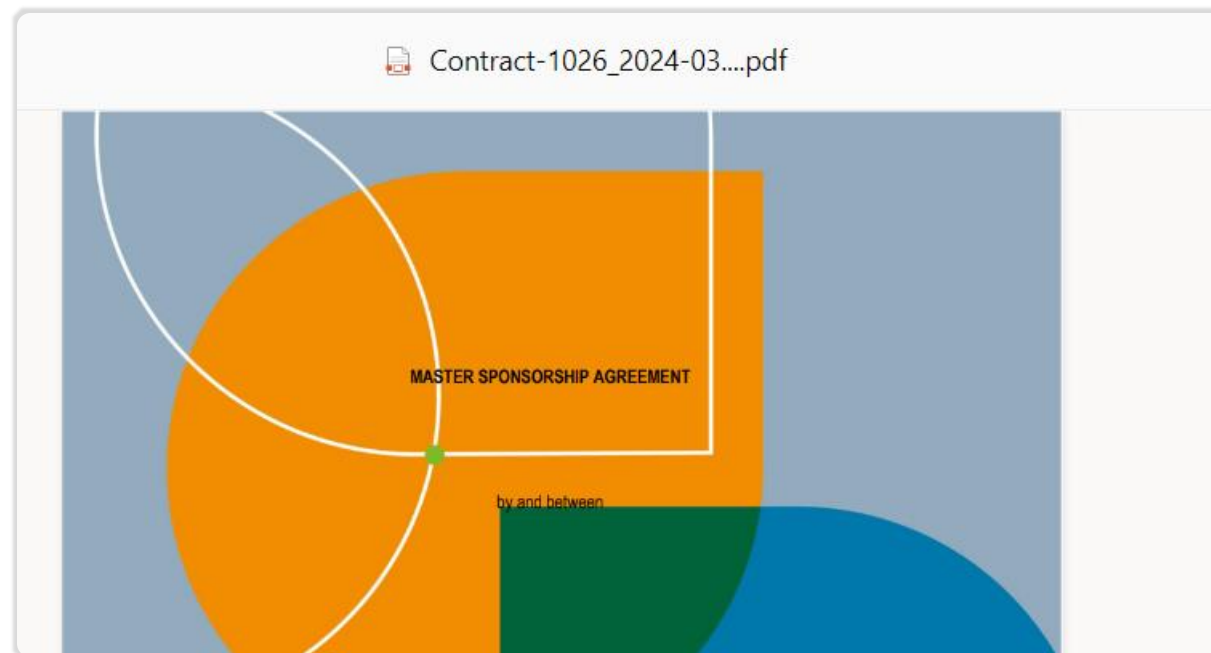 Contract-1026_2024-03....pdf
MASTER SPONSORSHIP AGREEMENT
by and between